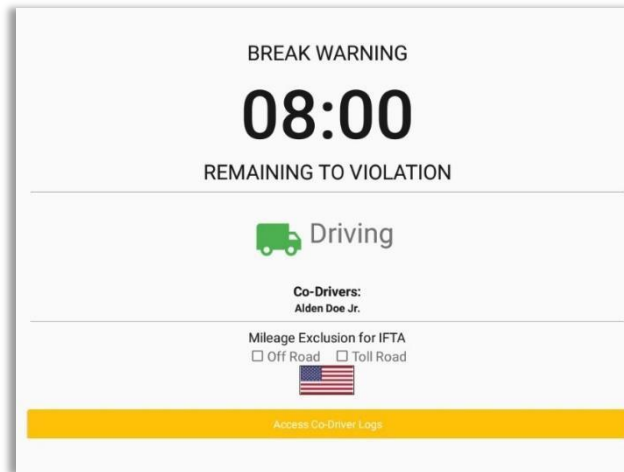 BREAK WARNING
08:00
REMAINING TO VIOLATION
Driving
Co-Drivers:
Alden Doe Jr.
Mileage Exclusion for IFTA
Off Road Toll Road
Access Co-Driver Logs